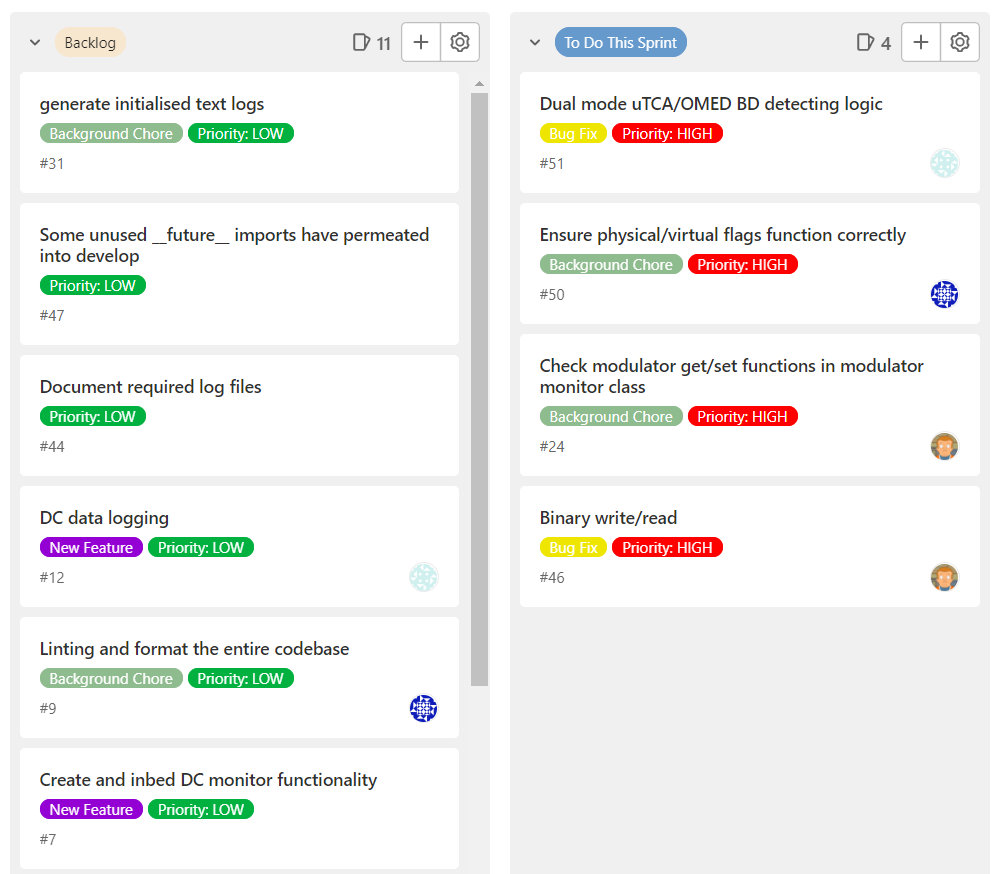 Backlog
11
generate initialised text logs
Background Chore Priority: LOW
#31
Some unused __future__ imports have permeated
into develop
Priority: LOW
#47
Document required log files
Priority: LOW
#44
DC data logging
New Feature Priority: LOW
#12
Linting and format the entire codebase
Background Chore Priority: LOW
#9
Create and inbed DC monitor functionality
New Feature Priority: LOW
#7
To Do This Sprint
4
Dual mode uTCA/OMED BD detecting logic
Bug Fix Priority: HIGH
#51
Ensure physical/virtual flags function correctly
Background Chore Priority: HIGH
#50
Check modulator get/set functions in modulator
monitor class
Background Chore Priority: HIGH
#24
Binary write/read
Bug Fix Priority: HIGH
#46